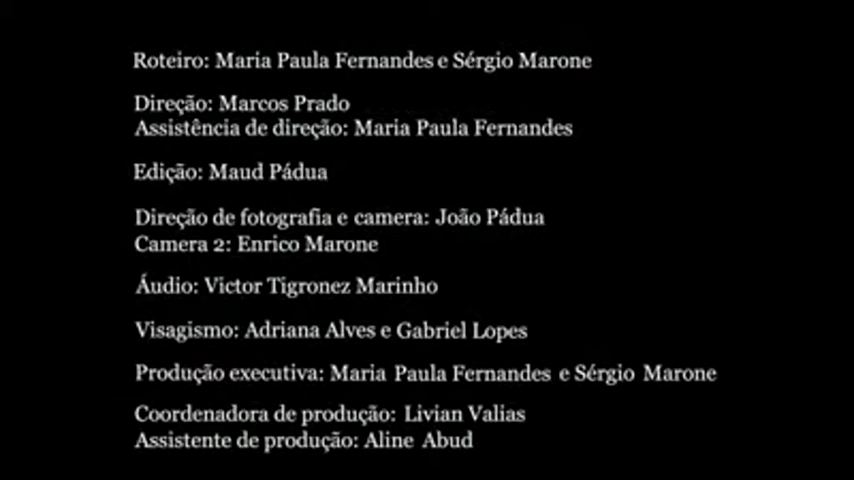 Roteiro: Maria Paula Fernandes e Sérgio Marone
Direção: Marcos Prado
Assistência de direção: Maria Paula Fernandes
Edição: Maud Pádua
Direção de fotografia e camera: João Pádua
Camera 2: Enrico Marone
Áudio: Victor Tigronez Marinho
Visagismo: Adriana Alves e Gabriel Lopes
Produção executiva: Maria Paula Fernandes e Sérgio Marone
Coordenadora de produção: Livian Valias
Assistente de produção: Aline Abud